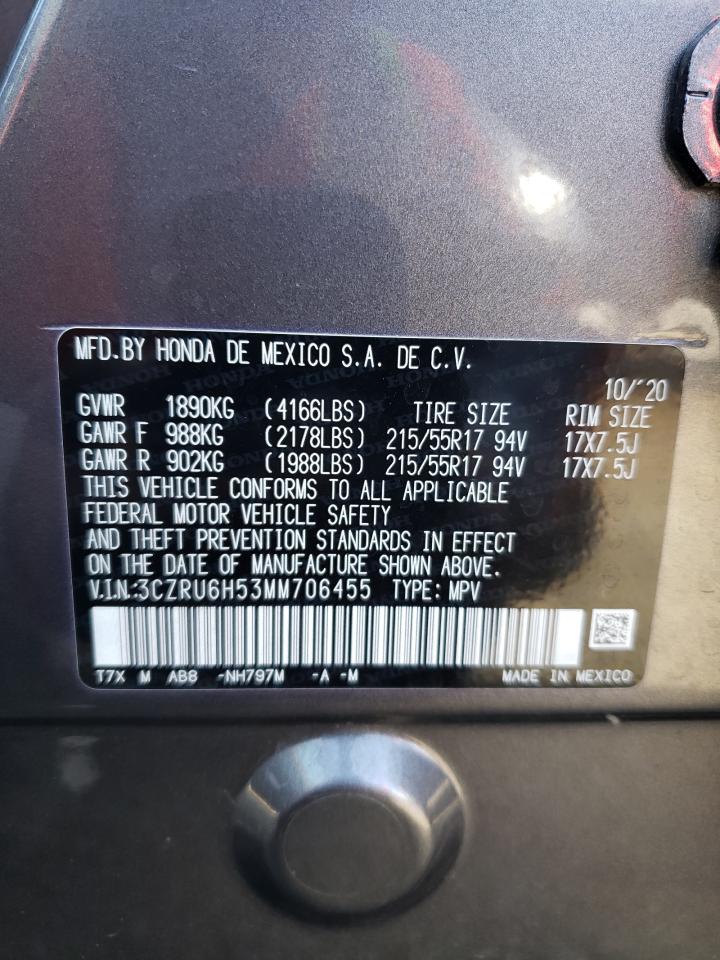 MFD.BY HONDA DE MEXICO S.A. DE C.V.
10/'20
GVWR 1890KG (4166LBS) TIRE SIZE RIM SIZE
GAWR F 988KG (2178LBS) 215/55R17 94V 17X7.5J
GAWR R 902KG (1988LBS) 215/55R17 94V 17X7.5J
THIS VEHICLE CONFORMS TO ALL APPLICABLE
FEDERAL MOTOR VEHICLE SAFETY
AND THEFT PREVENTION STANDARDS IN EFFECT
ON THE DATE OF MANUFACTURE SHOWN ABOVE.
V.I.N:3CZRU6H53MM706455 TYPE: MPV
T7X M AB8 -NH797M -A -M MADE IN MEXICO